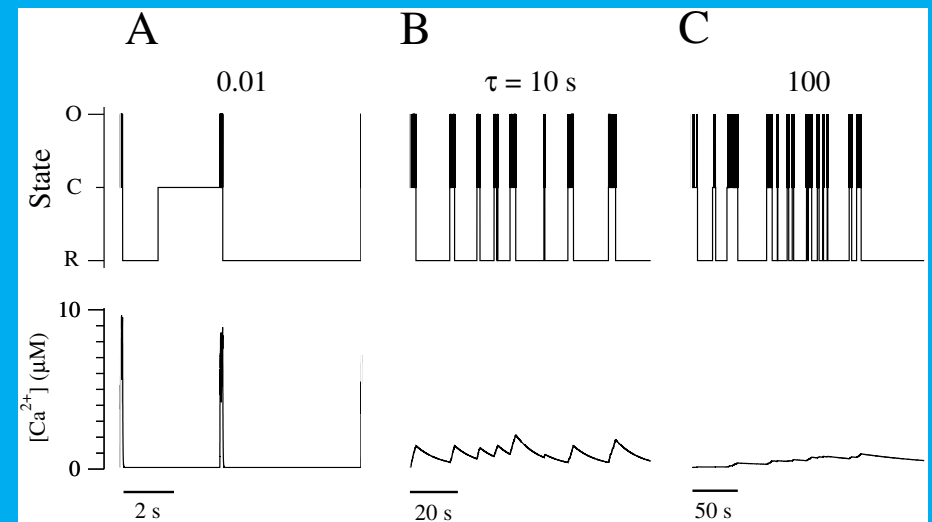 A
B
C
0.01
τ = 10 s
100
O
C
R
State
10
0
[Ca²⁺] (μM)
2 s
20 s
50 s